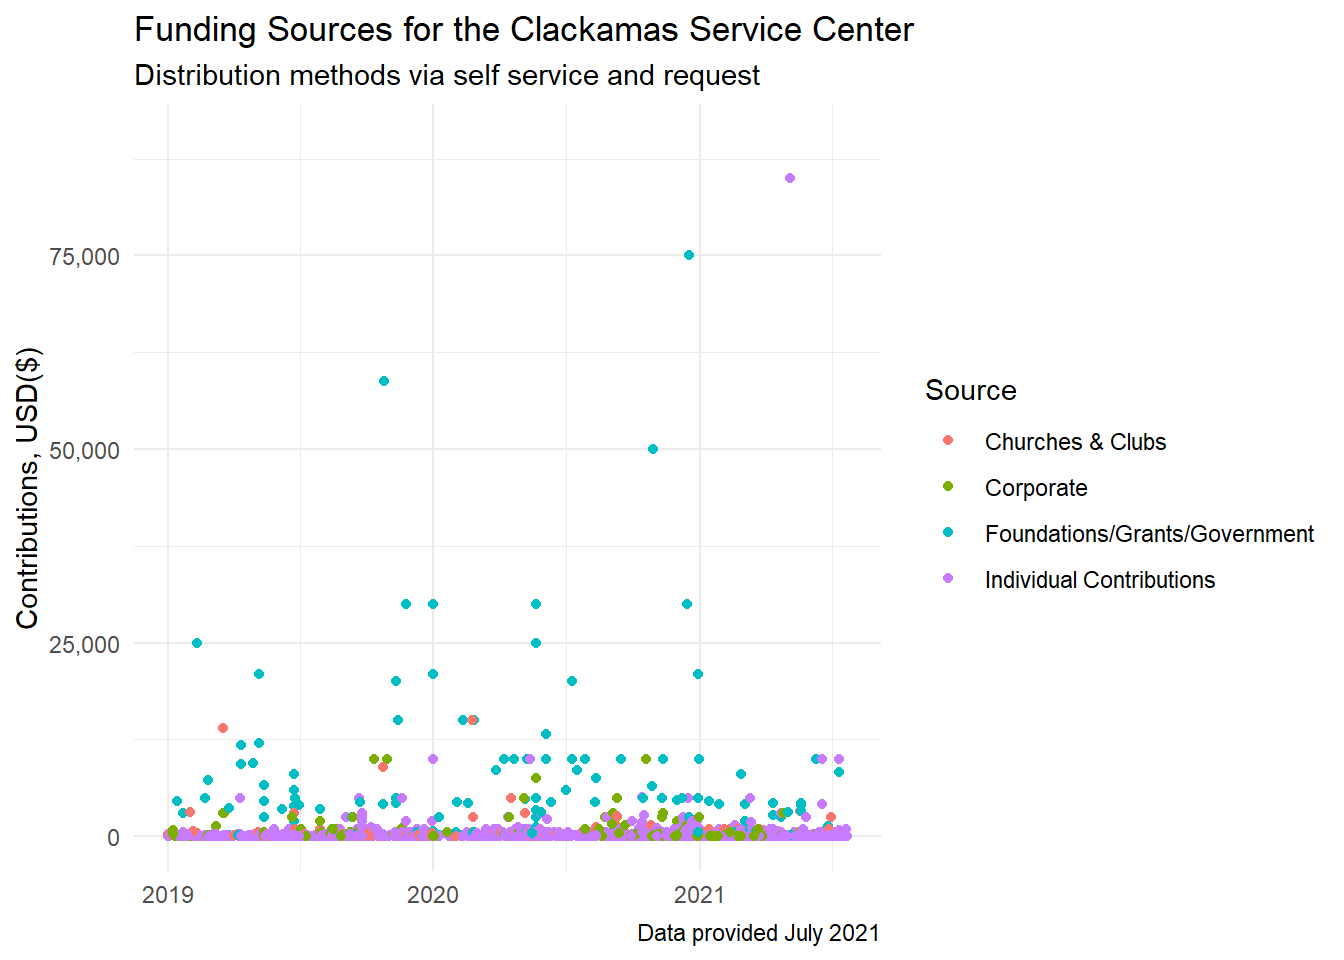 Funding Sources for the Clackamas Service Center
Distribution methods via self service and request
Contributions, USD($)
75,000
50,000
25,000
0
2019
2020
2021
Source
Churches & Clubs
Corporate
Foundations/Grants/Government
Individual Contributions
Data provided July 2021